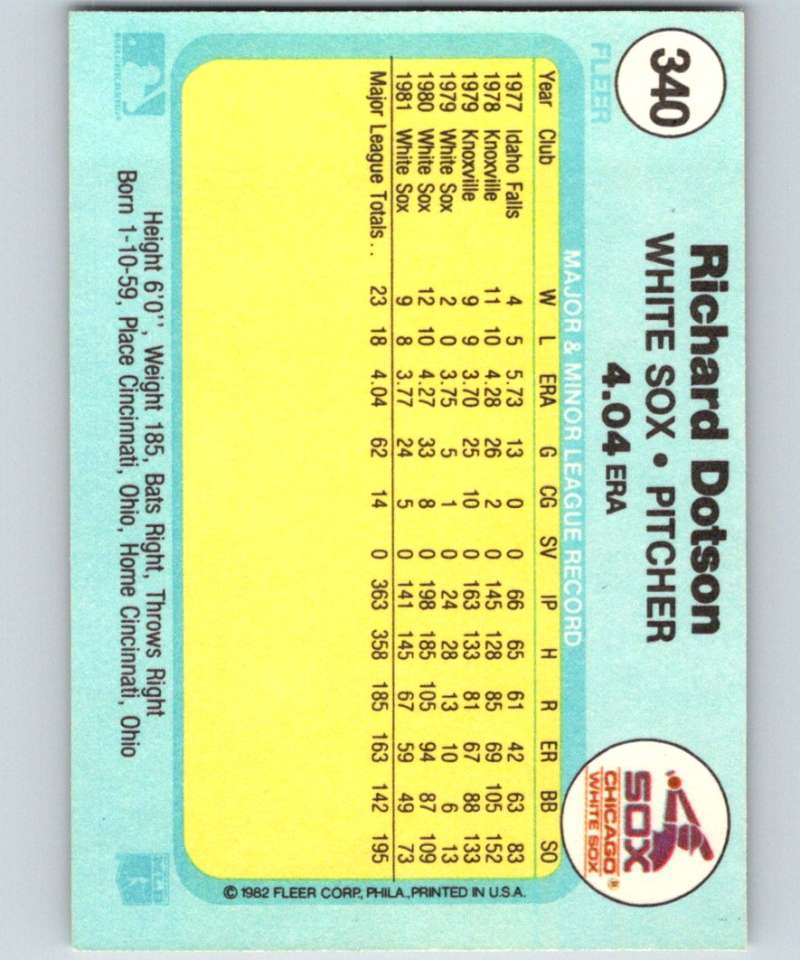 340
Richard Dotson
WHITE SOX • PITCHER
4.04 ERA
SOX
CHICAGO®
WHITE SOX
FLEER
MAJOR & MINOR LEAGUE RECORD
Year Club W L ERA G CG SV IP H R ER BB SO
1977 Idaho Falls 4 5 5.73 13 0 0 66 65 61 42 63 83
1978 Knoxville 11 10 4.28 26 2 0 145 128 85 69 105 152
1979 Knoxville 9 9 3.70 25 10 0 163 133 81 67 88 133
1979 White Sox 2 0 3.75 5 1 0 24 28 13 10 6 13
1980 White Sox 12 10 4.27 33 8 0 198 185 105 94 87 109
1981 White Sox 9 8 3.77 24 5 0 141 145 67 59 49 73
Major League Totals . . 23 18 4.04 62 14 0 363 358 185 163 142 195
© 1982 FLEER CORP., PHILA., PRINTED IN U.S.A.
Height 6'0'', Weight 185, Bats Right, Throws Right
Born 1-10-59, Place Cincinnati, Ohio, Home Cincinnati, Ohio